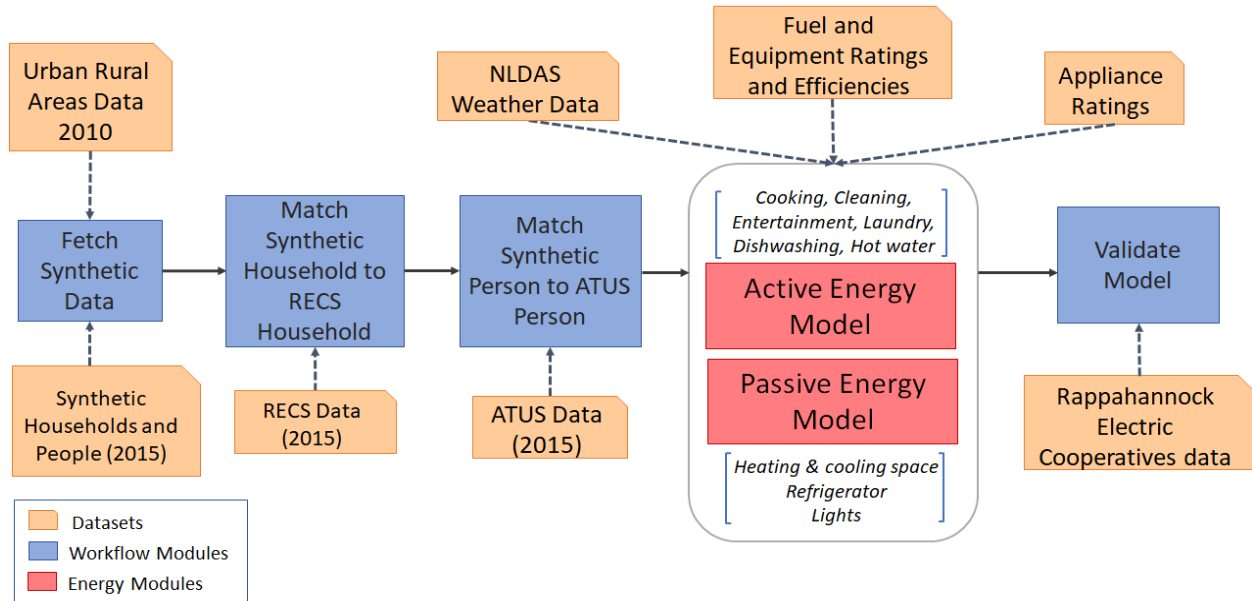 Urban Rural
Areas Data
2010
NLDAS
Weather Data
Fuel and
Equipment Ratings
and Efficiencies
Appliance
Ratings
Fetch
Synthetic
Data
Match
Synthetic
Household to
RECS
Household
Match
Synthetic
Person to ATUS
Person
Cooking, Cleaning,
Entertainment, Laundry,
Dishwashing, Hot water
Active Energy
Model
Passive Energy
Model
Heating & cooling space
Refrigerator
Lights
Validate
Model
Synthetic
Households and
People (2015)
RECS Data
(2015)
ATUS Data
(2015)
Rappahannock
Electric
Cooperatives data
Datasets
Workflow Modules
Energy Modules